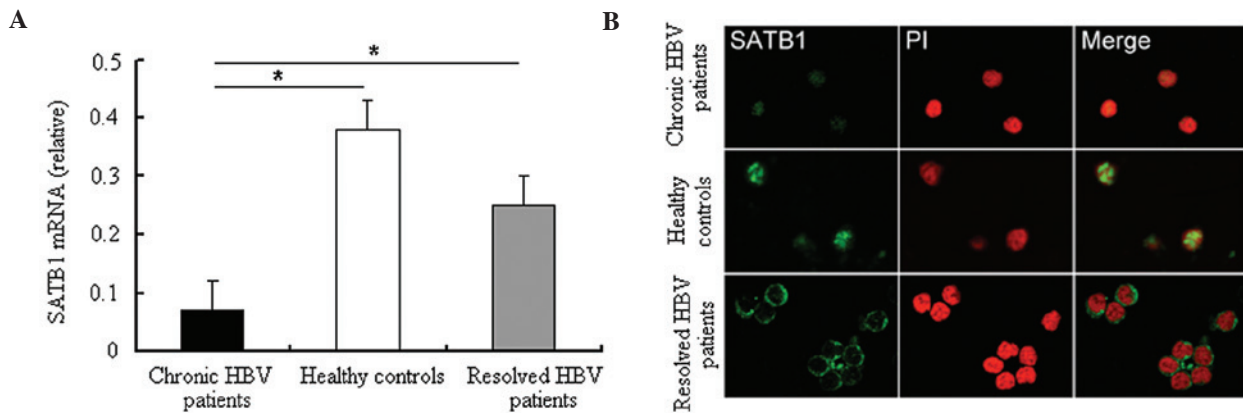 A
SATB1 mRNA (relative)
0.5
0.4
0.3
0.2
0.1
0
*
*
Chronic HBV
patients
Healthy controls
Resolved HBV
patients
B
SATB1
PI
Merge
Chronic HBV
patients
Healthy
controls
Resolved HBV
patients